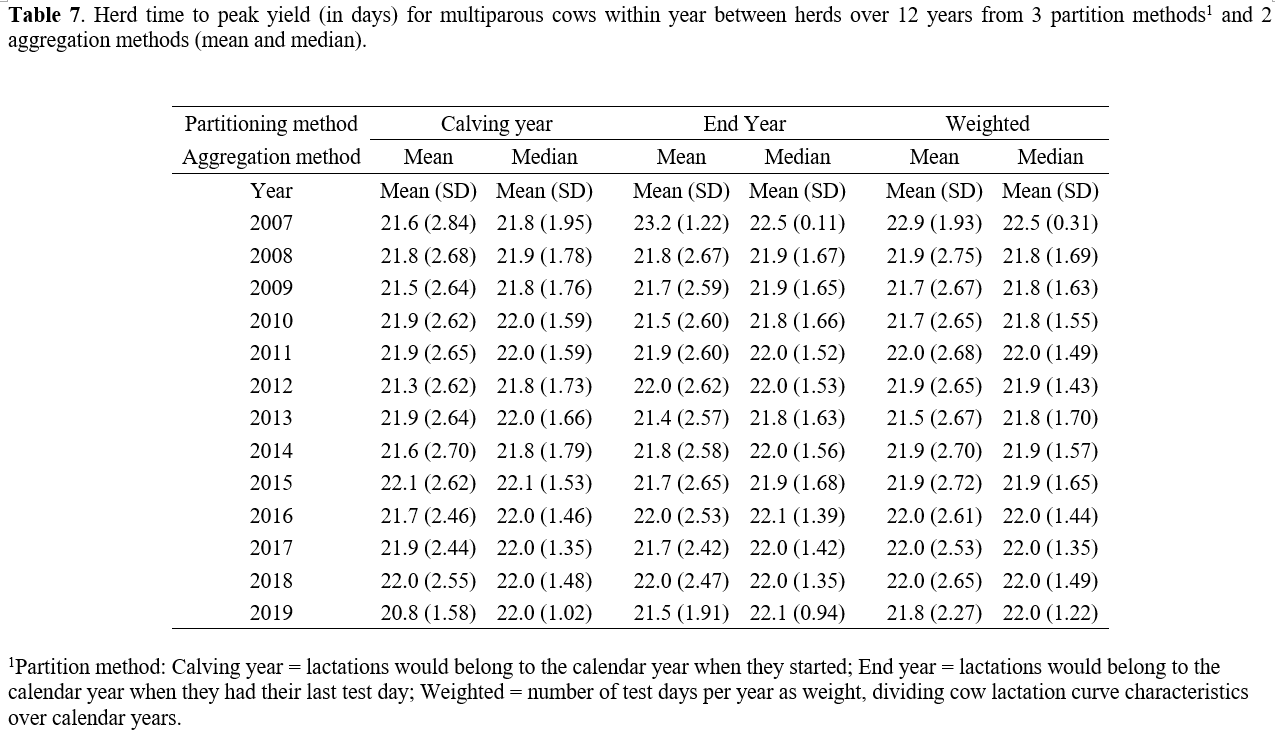 Table 7. Herd time to peak yield (in days) for multiparous cows within year between herds over 12 years from 3 partition methods¹ and 2
aggregation methods (mean and median).
Partitioning method Calving year End Year Weighted
Aggregation method Mean Median Mean Median Mean Median
Year Mean (SD) Mean (SD) Mean (SD) Mean (SD) Mean (SD) Mean (SD)
2007 21.6 (2.84) 21.8 (1.95) 23.2 (1.22) 22.5 (0.11) 22.9 (1.93) 22.5 (0.31)
2008 21.8 (2.68) 21.9 (1.78) 21.8 (2.67) 21.9 (1.67) 21.9 (2.75) 21.8 (1.69)
2009 21.5 (2.64) 21.8 (1.76) 21.7 (2.59) 21.9 (1.65) 21.7 (2.67) 21.8 (1.63)
2010 21.9 (2.62) 22.0 (1.59) 21.5 (2.60) 21.8 (1.66) 21.7 (2.65) 21.8 (1.55)
2011 21.9 (2.65) 22.0 (1.59) 21.9 (2.60) 22.0 (1.52) 22.0 (2.68) 22.0 (1.49)
2012 21.3 (2.62) 21.8 (1.73) 22.0 (2.62) 22.0 (1.53) 21.9 (2.65) 21.9 (1.43)
2013 21.9 (2.64) 22.0 (1.66) 21.4 (2.57) 21.8 (1.63) 21.5 (2.67) 21.8 (1.70)
2014 21.6 (2.70) 21.8 (1.79) 21.8 (2.58) 22.0 (1.56) 21.9 (2.70) 21.9 (1.57)
2015 22.1 (2.62) 22.1 (1.53) 21.7 (2.65) 21.9 (1.68) 21.9 (2.72) 21.9 (1.65)
2016 21.7 (2.46) 22.0 (1.46) 22.0 (2.53) 22.1 (1.39) 22.0 (2.61) 22.0 (1.44)
2017 21.9 (2.44) 22.0 (1.35) 21.7 (2.42) 22.0 (1.42) 22.0 (2.53) 22.0 (1.35)
2018 22.0 (2.55) 22.0 (1.48) 22.0 (2.47) 22.0 (1.35) 22.0 (2.65) 22.0 (1.49)
2019 20.8 (1.58) 22.0 (1.02) 21.5 (1.91) 22.1 (0.94) 21.8 (2.27) 22.0 (1.22)
¹Partition method: Calving year = lactations would belong to the calendar year when they started; End year = lactations would belong to the
calendar year when they had their last test day; Weighted = number of test days per year as weight, dividing cow lactation curve characteristics
over calendar years.